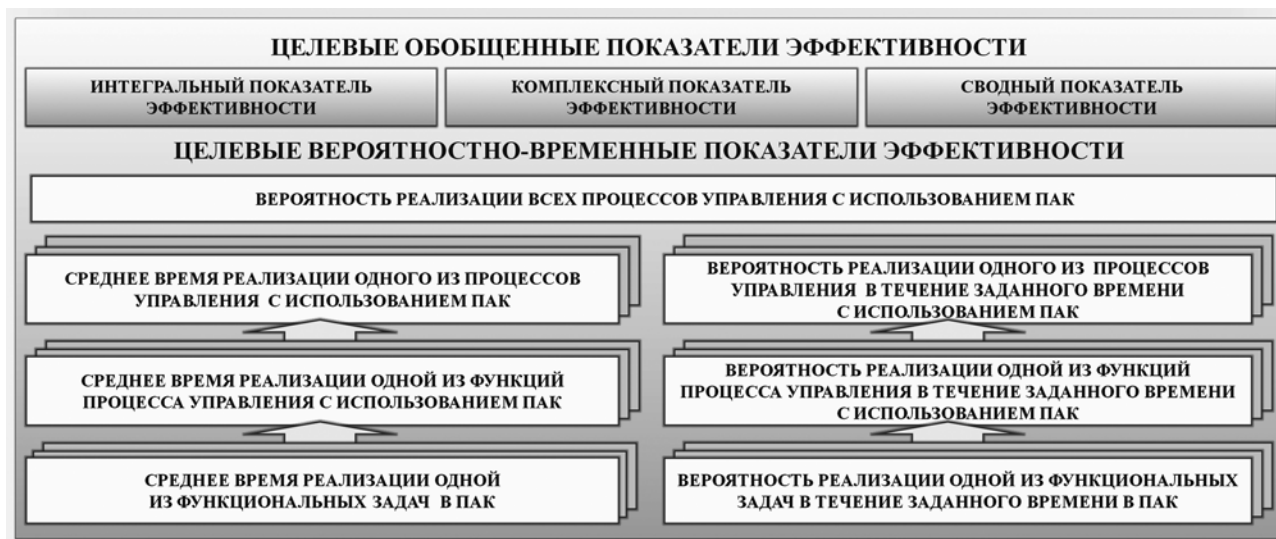 ЦЕЛЕВЫЕ ОБОБЩЕННЫЕ ПОКАЗАТЕЛИ ЭФФЕКТИВНОСТИ
ИНТЕГРАЛЬНЫЙ ПОКАЗАТЕЛЬ
ЭФФЕКТИВНОСТИ
КОМПЛЕКСНЫЙ ПОКАЗАТЕЛЬ
ЭФФЕКТИВНОСТИ
СВОДНЫЙ ПОКАЗАТЕЛЬ
ЭФФЕКТИВНОСТИ
ЦЕЛЕВЫЕ ВЕРОЯТНОСТНО-ВРЕМЕННЫЕ ПОКАЗАТЕЛИ ЭФФЕКТИВНОСТИ
ВЕРОЯТНОСТЬ РЕАЛИЗАЦИИ ВСЕХ ПРОЦЕССОВ УПРАВЛЕНИЯ С ИСПОЛЬЗОВАНИЕМ ПАК
СРЕДНЕЕ ВРЕМЯ РЕАЛИЗАЦИИ ОДНОГО ИЗ ПРОЦЕССОВ
УПРАВЛЕНИЯ С ИСПОЛЬЗОВАНИЕМ ПАК
ВЕРОЯТНОСТЬ РЕАЛИЗАЦИИ ОДНОГО ИЗ ПРОЦЕССОВ
УПРАВЛЕНИЯ В ТЕЧЕНИЕ ЗАДАННОГО ВРЕМЕНИ
С ИСПОЛЬЗОВАНИЕМ ПАК
СРЕДНЕЕ ВРЕМЯ РЕАЛИЗАЦИИ ОДНОЙ ИЗ ФУНКЦИЙ
ПРОЦЕССА УПРАВЛЕНИЯ С ИСПОЛЬЗОВАНИЕМ ПАК
ВЕРОЯТНОСТЬ РЕАЛИЗАЦИИ ОДНОЙ ИЗ ФУНКЦИЙ
ПРОЦЕССА УПРАВЛЕНИЯ В ТЕЧЕНИЕ ЗАДАННОГО ВРЕМЕНИ
С ИСПОЛЬЗОВАНИЕМ ПАК
СРЕДНЕЕ ВРЕМЯ РЕАЛИЗАЦИИ ОДНОЙ
ИЗ ФУНКЦИОНАЛЬНЫХ ЗАДАЧ В ПАК
ВЕРОЯТНОСТЬ РЕАЛИЗАЦИИ ОДНОЙ ИЗ ФУНКЦИОНАЛЬНЫХ
ЗАДАЧ В ТЕЧЕНИЕ ЗАДАННОГО ВРЕМЕНИ В ПАК